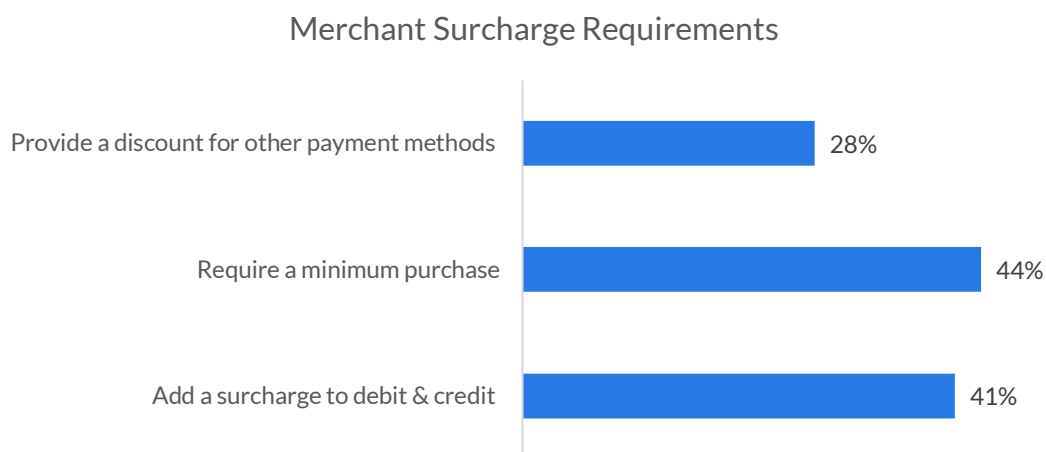 Merchant Surcharge Requirements
Provide a discount for other payment methods 28%
Require a minimum purchase 44%
Add a surcharge to debit & credit 41%